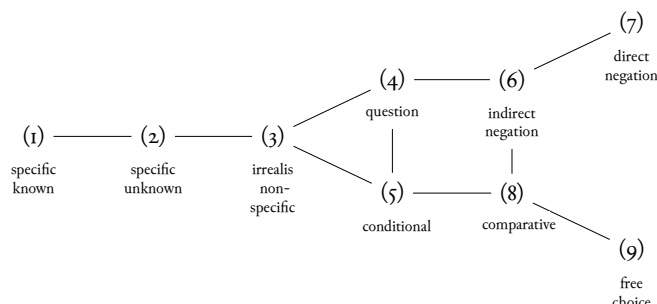 (7)
direct
negation
(4)
question
(6)
indirect
negation
(1)
specific
known
(2)
specific
unknown
(3)
irrealis
non-
specific
(5)
conditional
(8)
comparative
(9)
free
choice